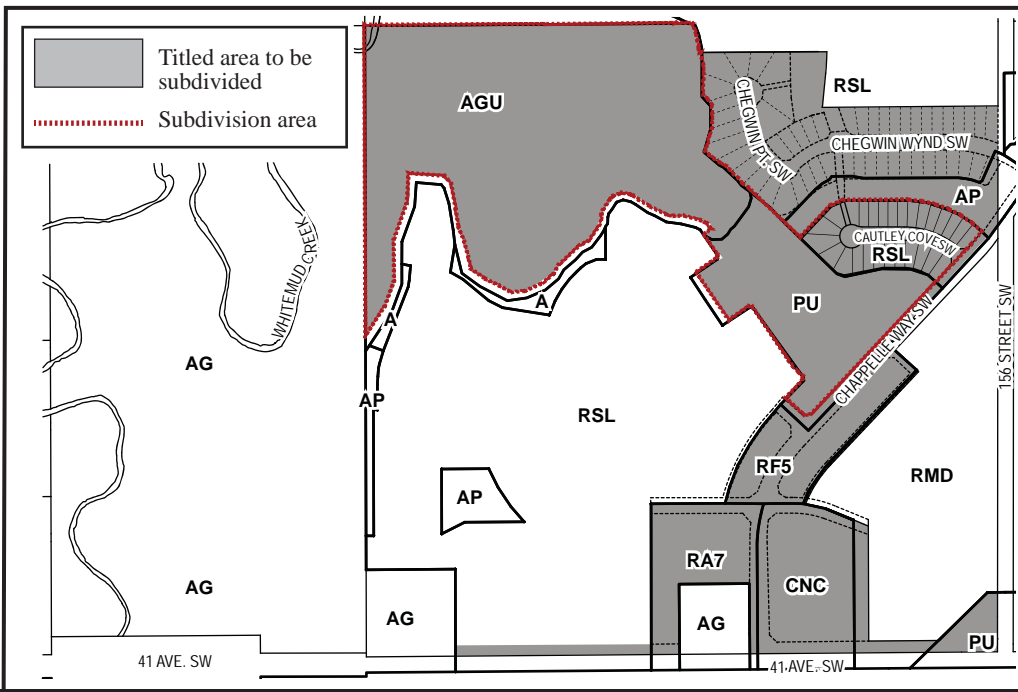 Titled area to be
subdivided
Subdivision area
AGU
RSL
CHEGWIN PT. SW
CHEGWIN WYND SW
AP
CAUTLEY COVESW
RSL
WHITEMUD CREEK
A
A
PU
CHAPPELLE WAY SW
156 STREET SW
AG
AP
RSL
RF5
RMD
AP
RA7
CNC
AG
AG
AG
PU
41 AVE. SW
41 AVE. SW